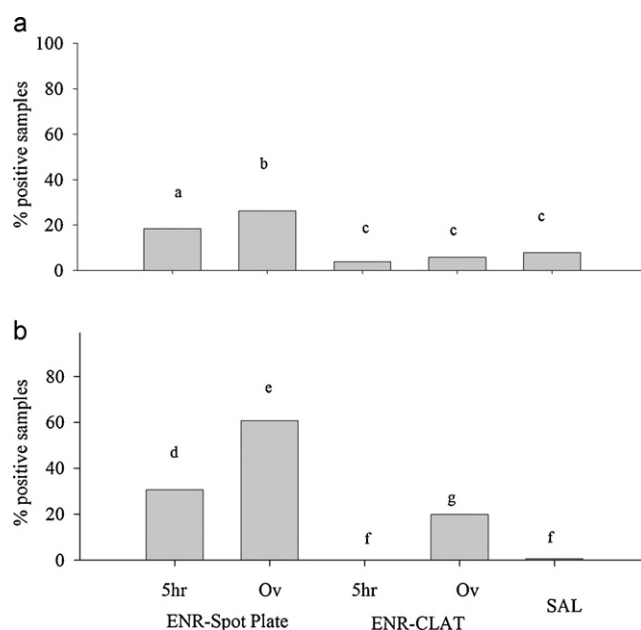 a
% positive samples
100
80
60
40
20
0
a
b
c
c
c
b
% positive samples
80
60
40
20
0
d
e
f
g
f
5hr
Ov
5hr
Ov
SAL
ENR-Spot Plate
ENR-CLAT